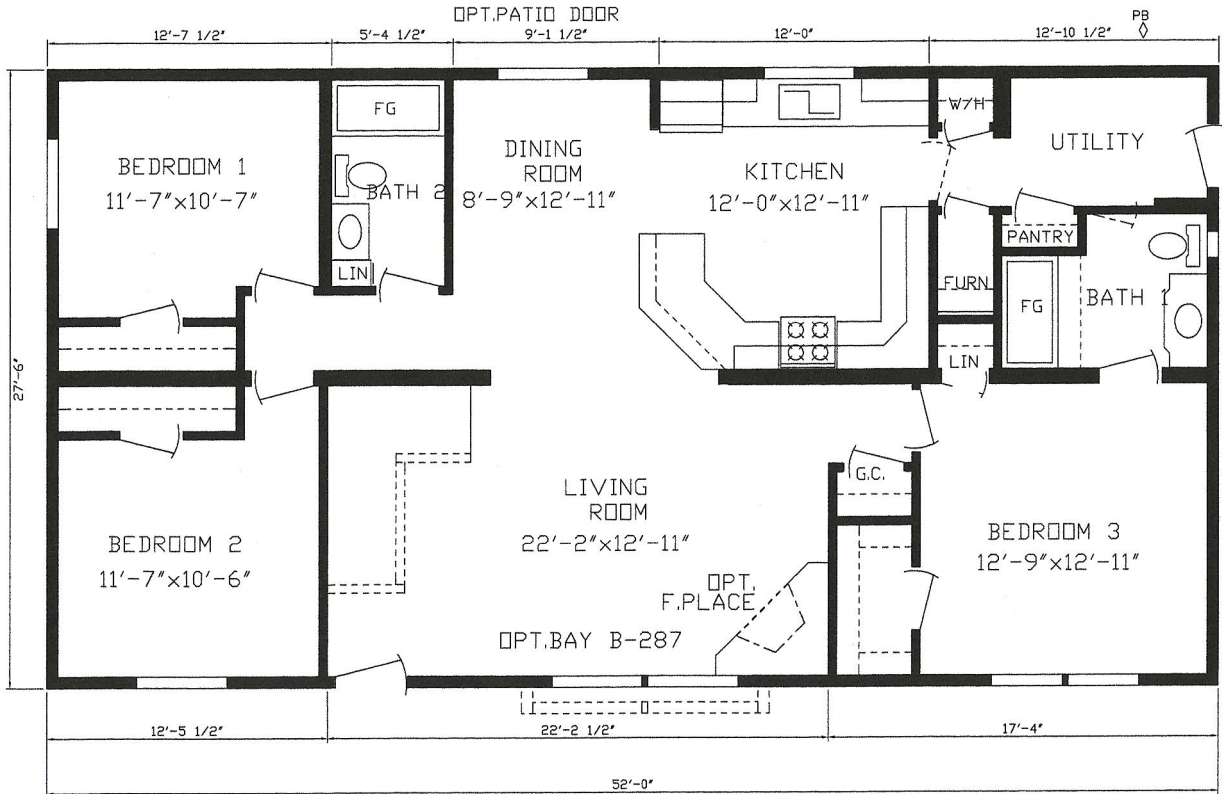 OPT.PATIO DOOR
PB
12'-7 1/2"
5'-4 1/2"
9'-1 1/2"
12'-0"
12'-10 1/2"
FG
W/H
BEDROOM 1
11'-7"x10'-7"
BATH 2
DINING
ROOM
8'-9"x12'-11"
KITCHEN
12'-0"x12'-11"
UTILITY
LIN
PANTRY
FURN
FG
BATH 1
LIN
27'-6"
G.C.
LIVING
ROOM
22'-2"x12'-11"
BEDROOM 2
11'-7"x10'-6"
BEDROOM 3
12'-9"x12'-11"
OPT.
F.PLACE
OPT.BAY B-287
12'-5 1/2"
22'-2 1/2"
17'-4"
52'-0"